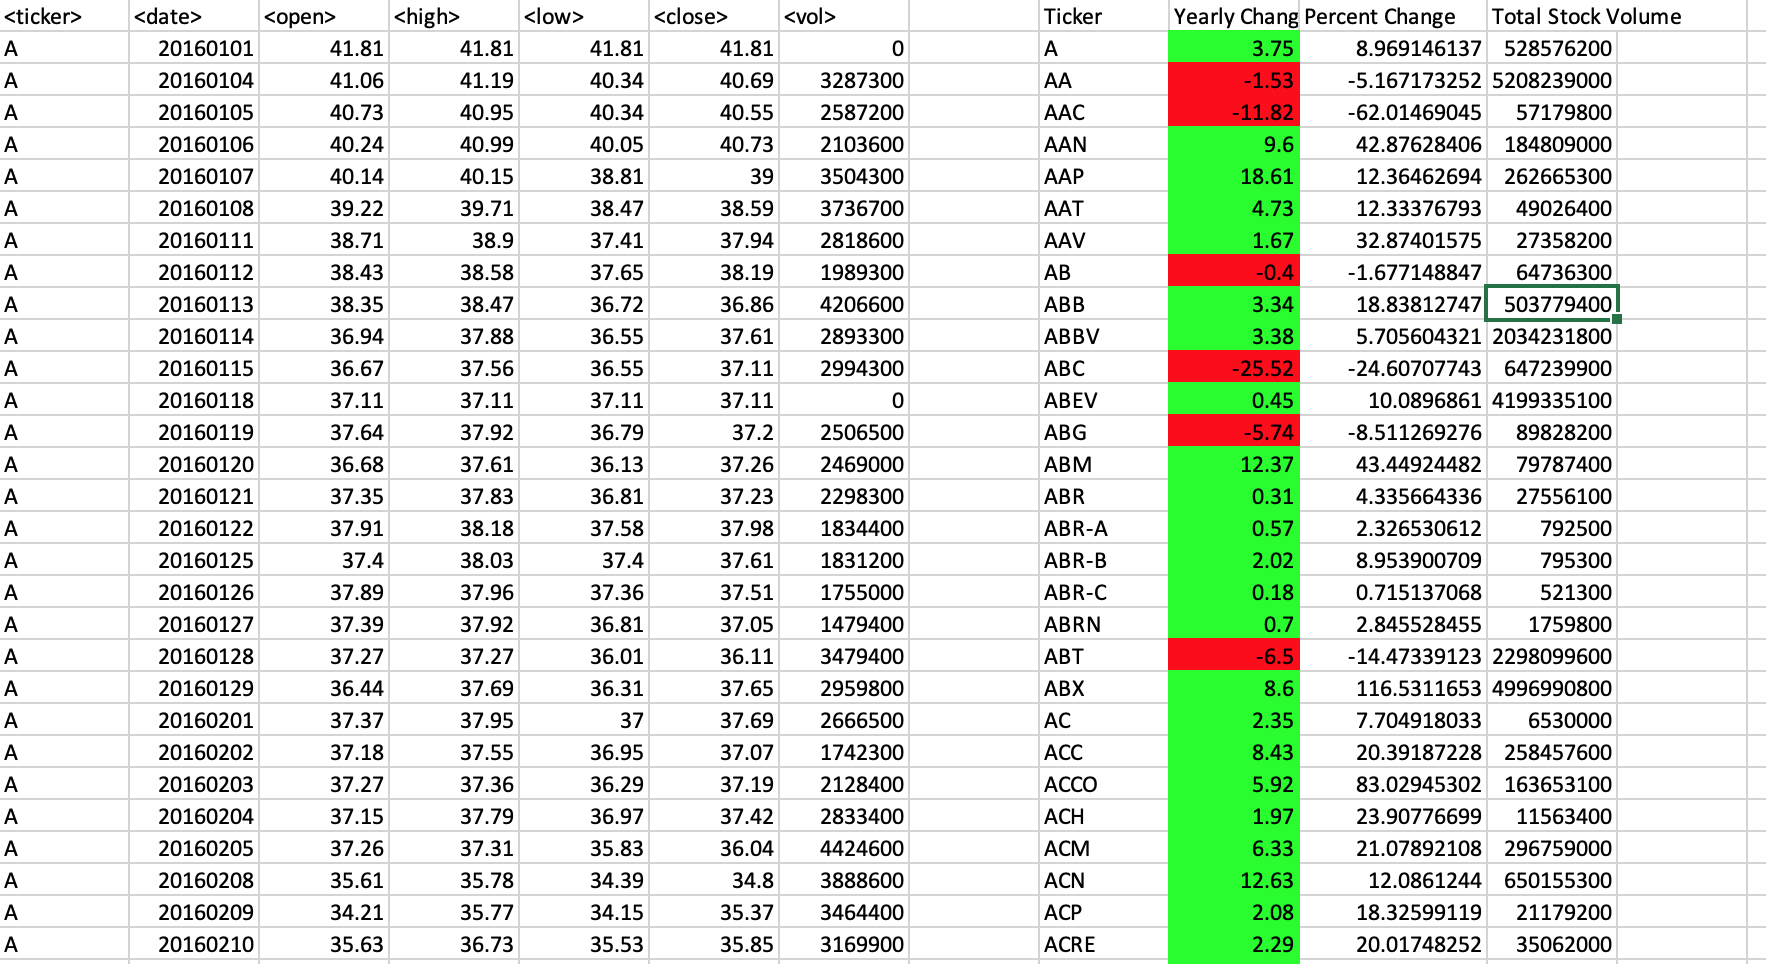 <ticker> <date> <open> <high> <low> <close> <vol> Ticker Yearly Chang Percent Change Total Stock Volume
A 20160101 41.81 41.81 41.81 41.81 0 A 3.75 8.969146137 528576200
A 20160104 41.06 41.19 40.34 40.69 3287300 AA -1.53 -5.167173252 5208239000
A 20160105 40.73 40.95 40.34 40.55 2587200 AAC -11.82 -62.01469045 57179800
A 20160106 40.24 40.99 40.05 40.73 2103600 AAN 9.6 42.87628406 184809000
A 20160107 40.14 40.15 38.81 39 3504300 AAP 18.61 12.36462694 262665300
A 20160108 39.22 39.71 38.47 38.59 3736700 AAT 4.73 12.33376793 49026400
A 20160111 38.71 38.9 37.41 37.94 2818600 AAV 1.67 32.87401575 27358200
A 20160112 38.43 38.58 37.65 38.19 1989300 AB -0.4 -1.677148847 64736300
A 20160113 38.35 38.47 36.72 36.86 4206600 ABB 3.34 18.83812747 503779400
A 20160114 36.94 37.88 36.55 37.61 2893300 ABBV 3.38 5.705604321 2034231800
A 20160115 36.67 37.56 36.55 37.11 2994300 ABC -25.52 -24.60707743 647239900
A 20160118 37.11 37.11 37.11 37.11 0 ABEV 0.45 10.0896861 4199335100
A 20160119 37.64 37.92 36.79 37.2 2506500 ABG -5.74 -8.511269276 89828200
A 20160120 36.68 37.61 36.13 37.26 2469000 ABM 12.37 43.44924482 79787400
A 20160121 37.35 37.83 36.81 37.23 2298300 ABR 0.31 4.335664336 27556100
A 20160122 37.91 38.18 37.58 37.98 1834400 ABR-A 0.57 2.326530612 792500
A 20160125 37.4 38.03 37.4 37.61 1831200 ABR-B 2.02 8.953900709 795300
A 20160126 37.89 37.96 37.36 37.51 1755000 ABR-C 0.18 0.715137068 521300
A 20160127 37.39 37.92 36.81 37.05 1479400 ABRN 0.7 2.845528455 1759800
A 20160128 37.27 37.27 36.01 36.11 3479400 ABT -6.5 -14.47339123 2298099600
A 20160129 36.44 37.69 36.31 37.65 2959800 ABX 8.6 116.5311653 4996990800
A 20160201 37.37 37.95 37 37.69 2666500 AC 2.35 7.704918033 6530000
A 20160202 37.18 37.55 36.95 37.07 1742300 ACC 8.43 20.39187228 258457600
A 20160203 37.27 37.36 36.29 37.19 2128400 ACCO 5.92 83.02945302 163653100
A 20160204 37.15 37.79 36.97 37.42 2833400 ACH 1.97 23.90776699 11563400
A 20160205 37.26 37.31 35.83 36.04 4424600 ACM 6.33 21.07892108 296759000
A 20160208 35.61 35.78 34.39 34.8 3888600 ACN 12.63 12.0861244 650155300
A 20160209 34.21 35.77 34.15 35.37 3464400 ACP 2.08 18.32599119 21179200
A 20160210 35.63 36.73 35.53 35.85 3169900 ACRE 2.29 20.01748252 35062000